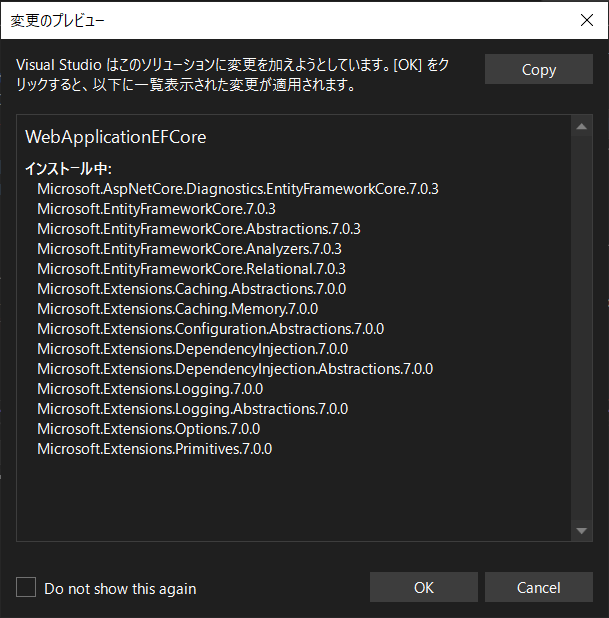 変更のプレビュー
Visual Studio はこのソリューションに変更を加えようとしています。[OK] をク
リックすると、以下に一覧表示された変更が適用されます。
Copy
WebApplicationEFCore
インストール中:
Microsoft.AspNetCore.Diagnostics.EntityFrameworkCore.7.0.3
Microsoft.EntityFrameworkCore.7.0.3
Microsoft.EntityFrameworkCore.Abstractions.7.0.3
Microsoft.EntityFrameworkCore.Analyzers.7.0.3
Microsoft.EntityFrameworkCore.Relational.7.0.3
Microsoft.Extensions.Caching.Abstractions.7.0.0
Microsoft.Extensions.Caching.Memory.7.0.0
Microsoft.Extensions.Configuration.Abstractions.7.0.0
Microsoft.Extensions.DependencyInjection.7.0.0
Microsoft.Extensions.DependencyInjection.Abstractions.7.0.0
Microsoft.Extensions.Logging.7.0.0
Microsoft.Extensions.Logging.Abstractions.7.0.0
Microsoft.Extensions.Options.7.0.0
Microsoft.Extensions.Primitives.7.0.0
Do not show this again
OK
Cancel